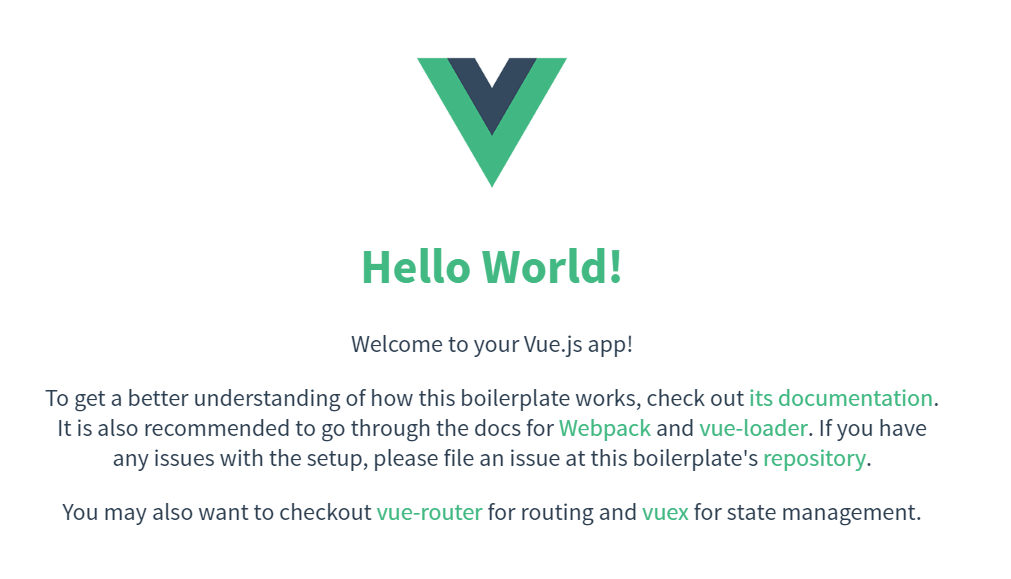 Hello World!
Welcome to your Vue.js app!
To get a better understanding of how this boilerplate works, check out its documentation.
It is also recommended to go through the docs for Webpack and vue-loader. If you have
any issues with the setup, please file an issue at this boilerplate's repository.
You may also want to checkout vue-router for routing and vuex for state management.